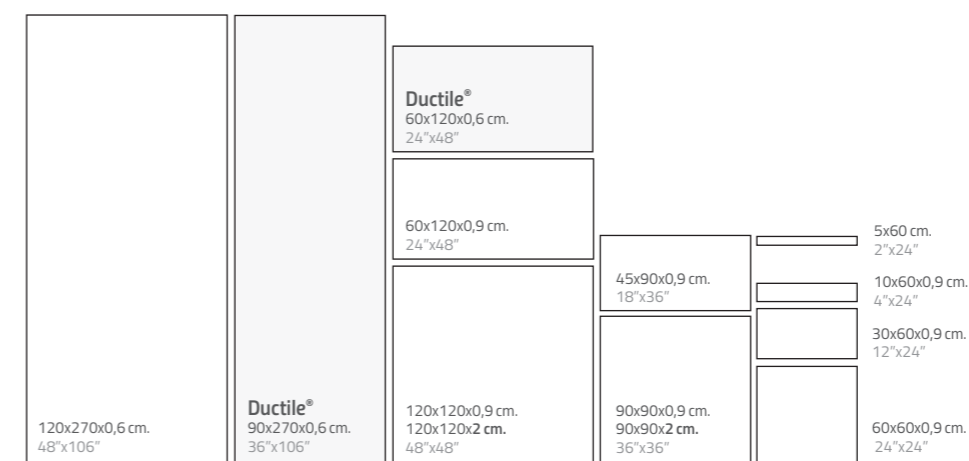 120x270x0,6 cm.
48"x106"
Ductile®
90x270x0,6 cm.
36"x106"
Ductile®
60x120x0,6 cm.
24"x48"
60x120x0,9 cm.
24"x48"
120x120x0,9 cm.
120x120x2 cm.
48"x48"
45x90x0,9 cm.
18"x36"
90x90x0,9 cm.
90x90x2 cm.
36"x36"
5x60 cm.
2"x24"
10x60x0,9 cm.
4"x24"
30x60x0,9 cm.
12"x24"
60x60x0,9 cm.
24"x24"